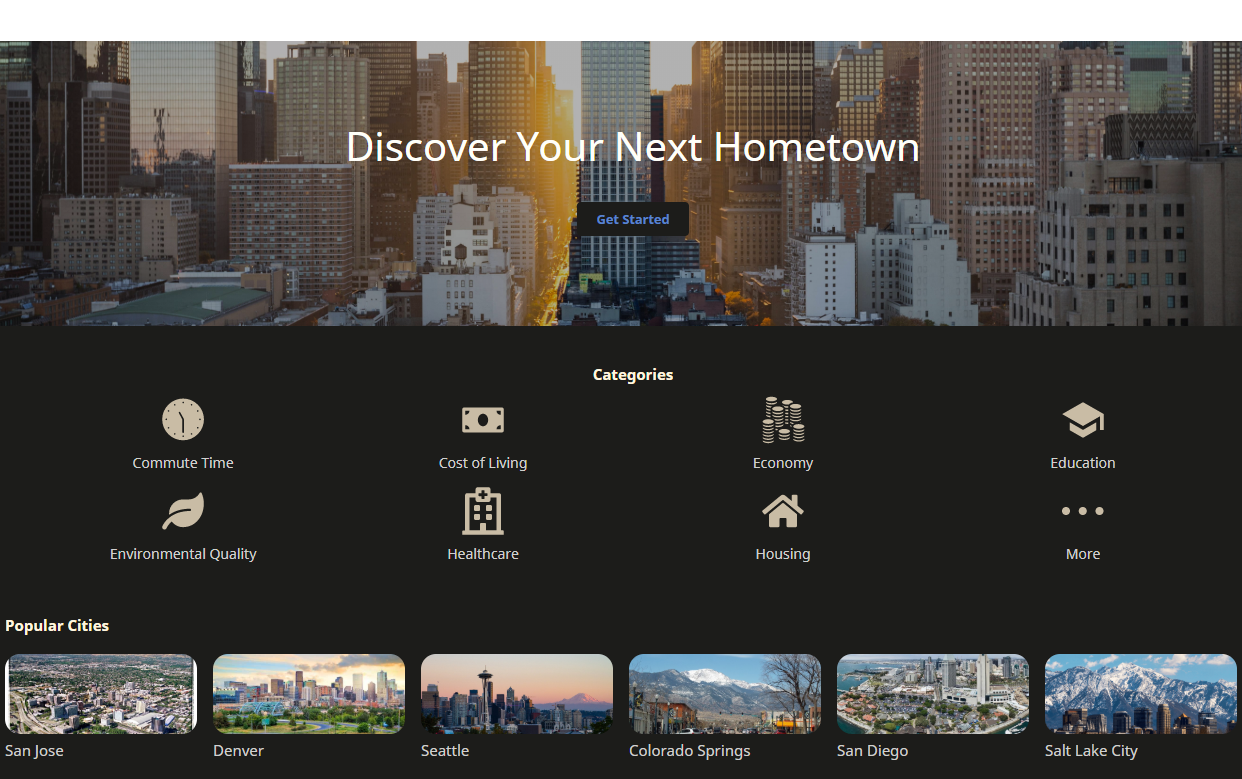 Discover Your Next Hometown
Get Started
Categories
Commute Time
Cost of Living
Economy
Education
Environmental Quality
Healthcare
Housing
More
Popular Cities
San Jose
Denver
Seattle
Colorado Springs
San Diego
Salt Lake City